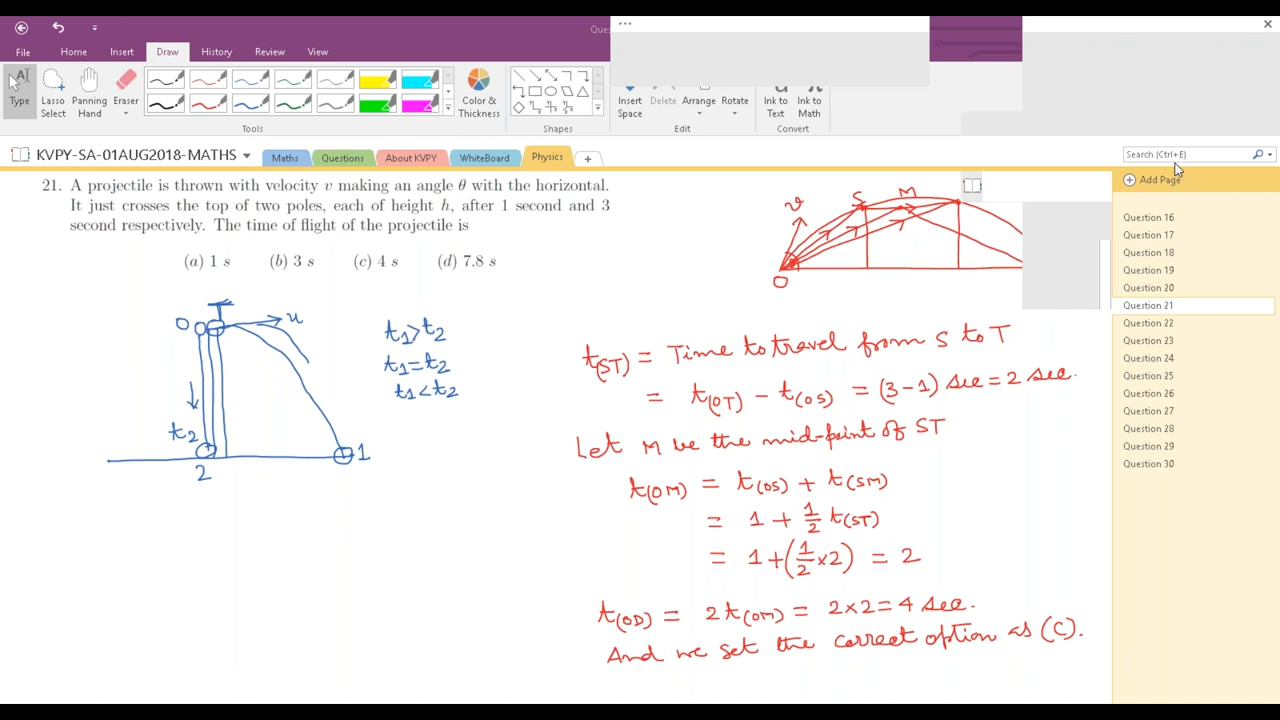 Ques
File Home Insert Draw History Review View
Type
Lasso Select
Panning Hand
Eraser
Color & Thickness
Insert Space
Delete
Arrange
Rotate
Ink to Text
Ink to Math
Tools
Shapes
Edit
Convert
KVPY-SA-01AUG2018-MATHS
Maths Questions About KVPY WhiteBoard Physics
Search (Ctrl+E)
Add Page
Question 16
Question 17
Question 18
Question 19
Question 20
Question 21
Question 22
Question 23
Question 24
Question 25
Question 26
Question 27
Question 28
Question 29
Question 30
21. A projectile is thrown with velocity v making an angle θ with the horizontal.
It just crosses the top of two poles, each of height h, after 1 second and 3
second respectively. The time of flight of the projectile is
(a) 1 s (b) 3 s (c) 4 s (d) 7.8 s
v S M
O
O u
t2
2
1
t1>t2
t1=t2
t1<t2
t(ST) = Time to travel from S to T
= t(OT) - t(OS) = (3-1) sec = 2 sec.
Let M be the mid-point of ST
t(OM) = t(OS) + t(SM)
= 1 + 1/2 t(ST)
= 1+(1/2×2) = 2
t(OD) = 2t(OM) = 2×2=4 sec.
And we set the correct option as (C).